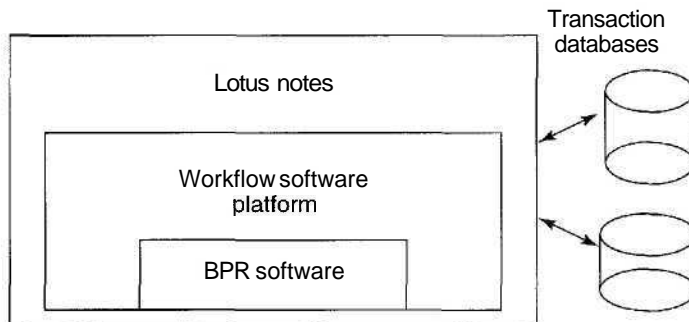 Transaction
databases
Lotus notes
Workflow software
platform
BPR software